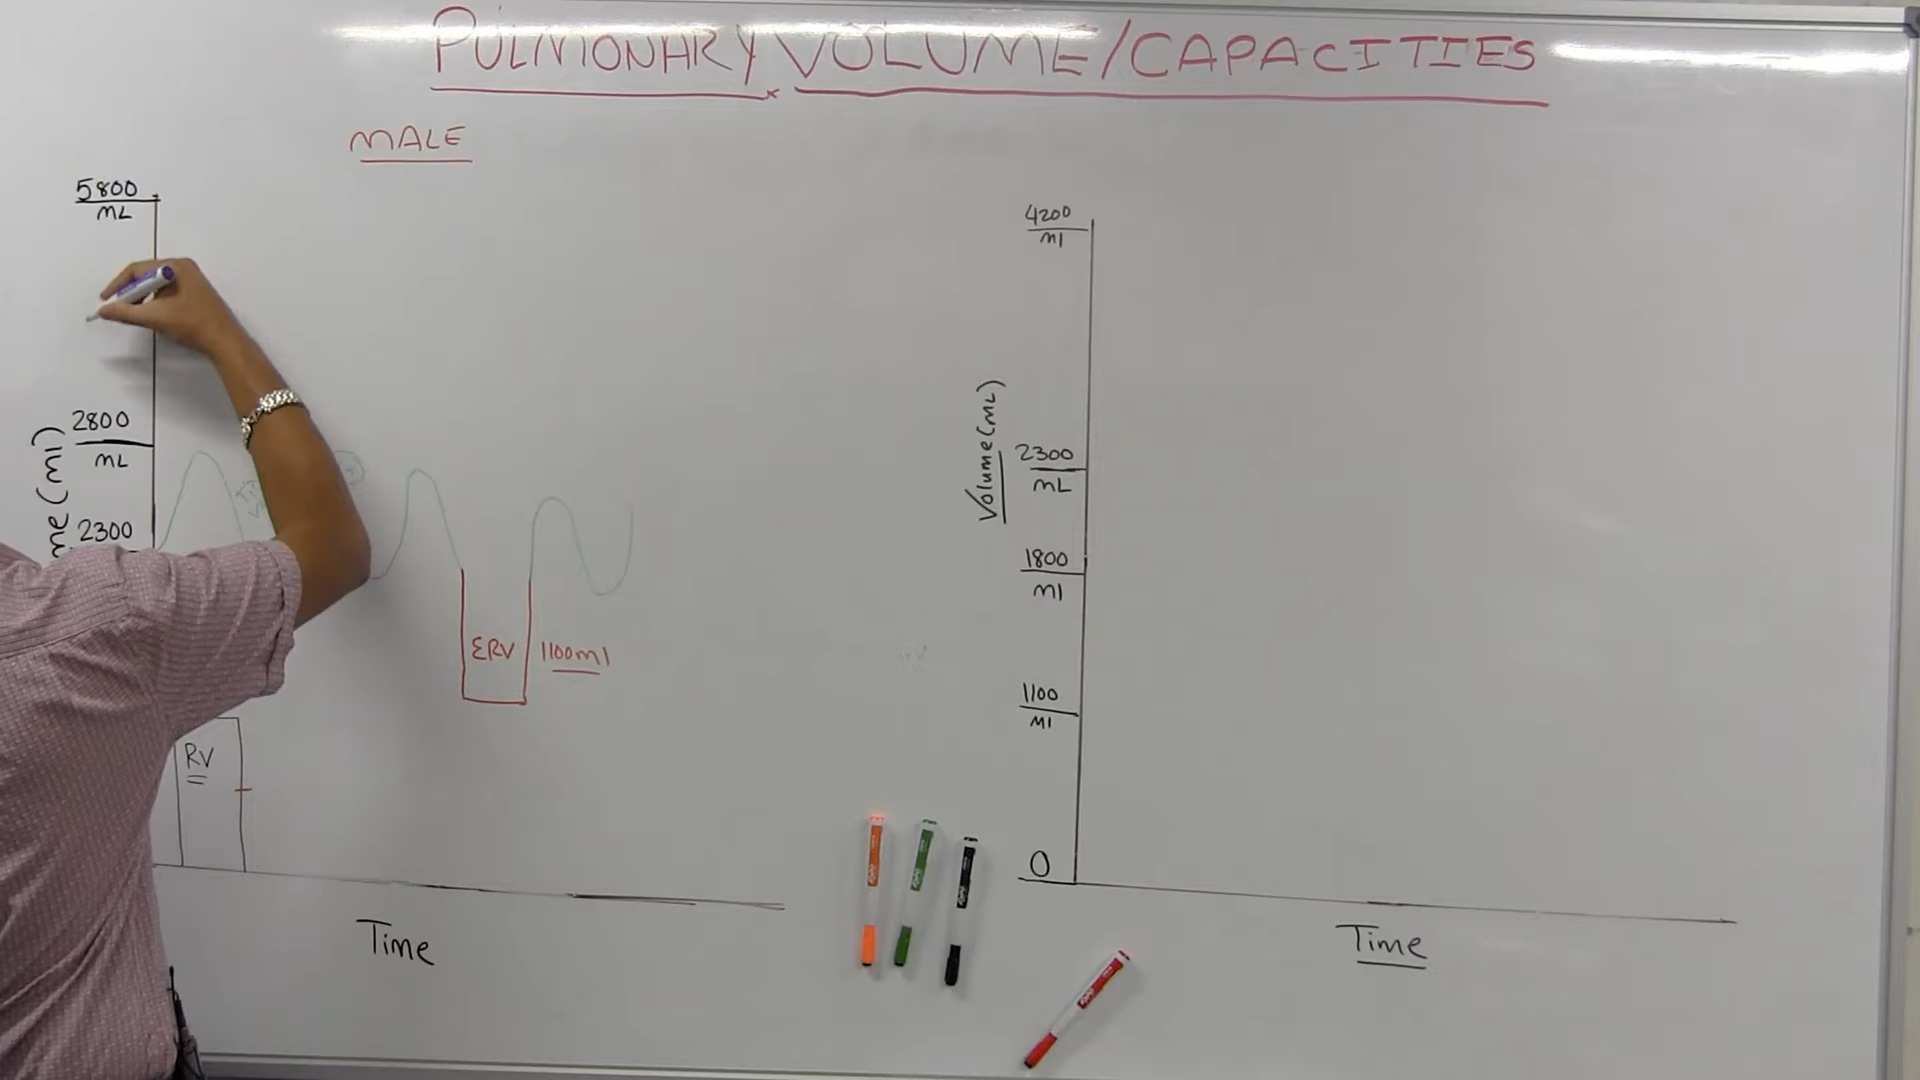 PULMONARY VOLUME/CAPACITIES
MALE
5800
ML
2800
ML
me(ml)
2300
ERV 1100ml
RV
Time
4200
ml
Volume(mL)
2300
mL
1800
ml
1100
ml
0
Time